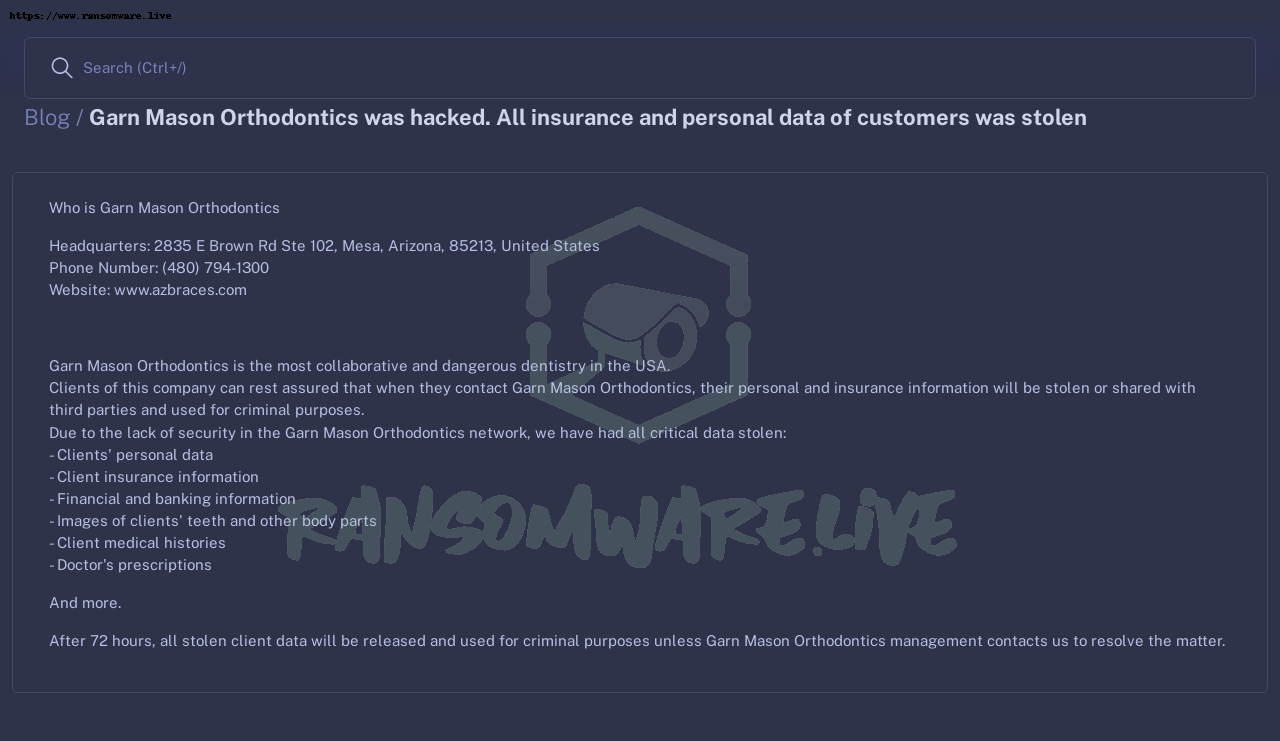 https://www.ransomware.live
Search (Ctrl+/)
Blog / Garn Mason Orthodontics was hacked. All insurance and personal data of customers was stolen
Who is Garn Mason Orthodontics
Headquarters: 2835 E Brown Rd Ste 102, Mesa, Arizona, 85213, United States
Phone Number: (480) 794-1300
Website: www.azbraces.com
Garn Mason Orthodontics is the most collaborative and dangerous dentistry in the USA.
Clients of this company can rest assured that when they contact Garn Mason Orthodontics, their personal and insurance information will be stolen or shared with
third parties and used for criminal purposes.
Due to the lack of security in the Garn Mason Orthodontics network, we have had all critical data stolen:
- Clients' personal data
- Client insurance information
- Financial and banking information
- Images of clients' teeth and other body parts
- Client medical histories
- Doctor's prescriptions
RANSOMWARE.LIVE
And more.
After 72 hours, all stolen client data will be released and used for criminal purposes unless Garn Mason Orthodontics management contacts us to resolve the matter.